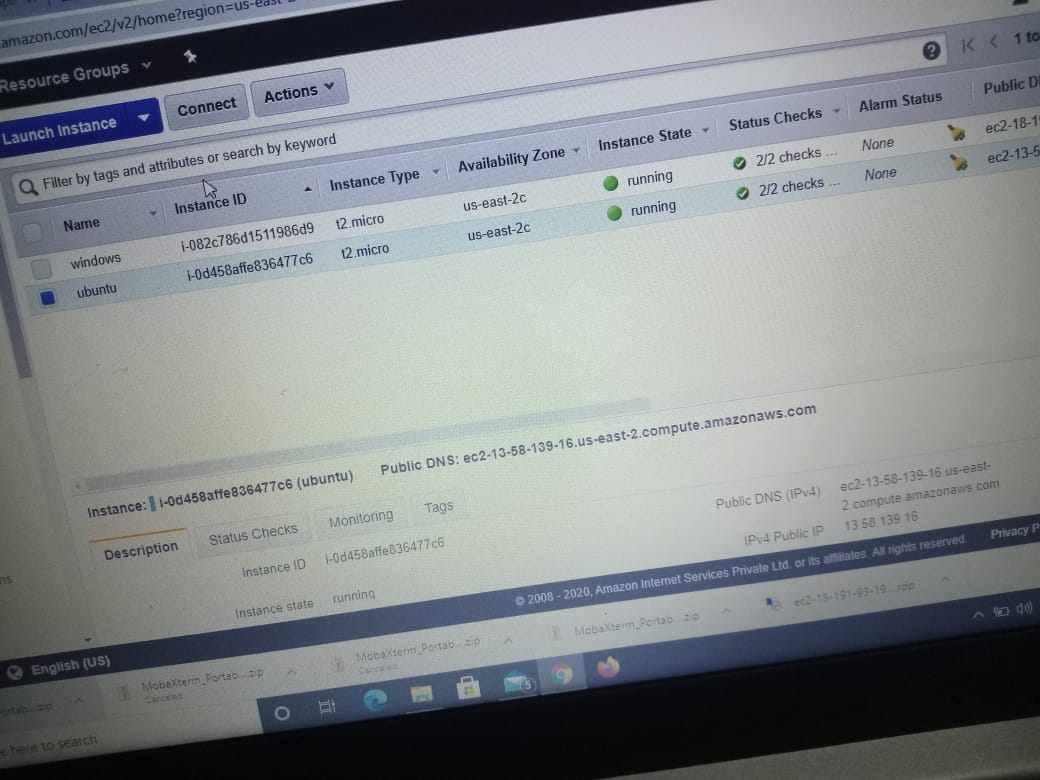 amazon.com/ec2/v2/home?region=us-east-
Resource Groups
Launch Instance Connect Actions
Filter by tags and attributes or search by keyword
1 to
Name Instance ID Instance Type Availability Zone Instance State Status Checks Alarm Status Public D
windows i-082c786d1511986d9 t2.micro us-east-2c running 2/2 checks ... None ec2-18-1
ubuntu i-0d458affe836477c6 t2.micro us-east-2c running 2/2 checks ... None ec2-13-5
Instance: i-0d458affe836477c6 (ubuntu) Public DNS: ec2-13-58-139-16.us-east-2.compute.amazonaws.com
Description Status Checks Monitoring Tags
Instance ID i-0d458affe836477c6
Public DNS (IPv4) ec2-13-58-139-16.us-east-
2.compute.amazonaws.com
Instance state running
IPv4 Public IP 13.58.139.16
© 2008 - 2020, Amazon Internet Services Private Ltd. or its affiliates. All rights reserved. Privacy P
English (US)
ortab...zip
MobaXterm_Portab....zip
Canceled
MobaXterm_Portab....zip
Canceled
MobaXterm_Portab....zip
ec2-18-191-93-19....rdp
e here to search
5